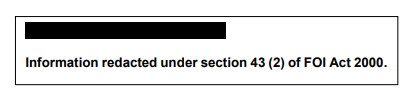 Information redacted under section 43 (2) of FOI Act 2000.